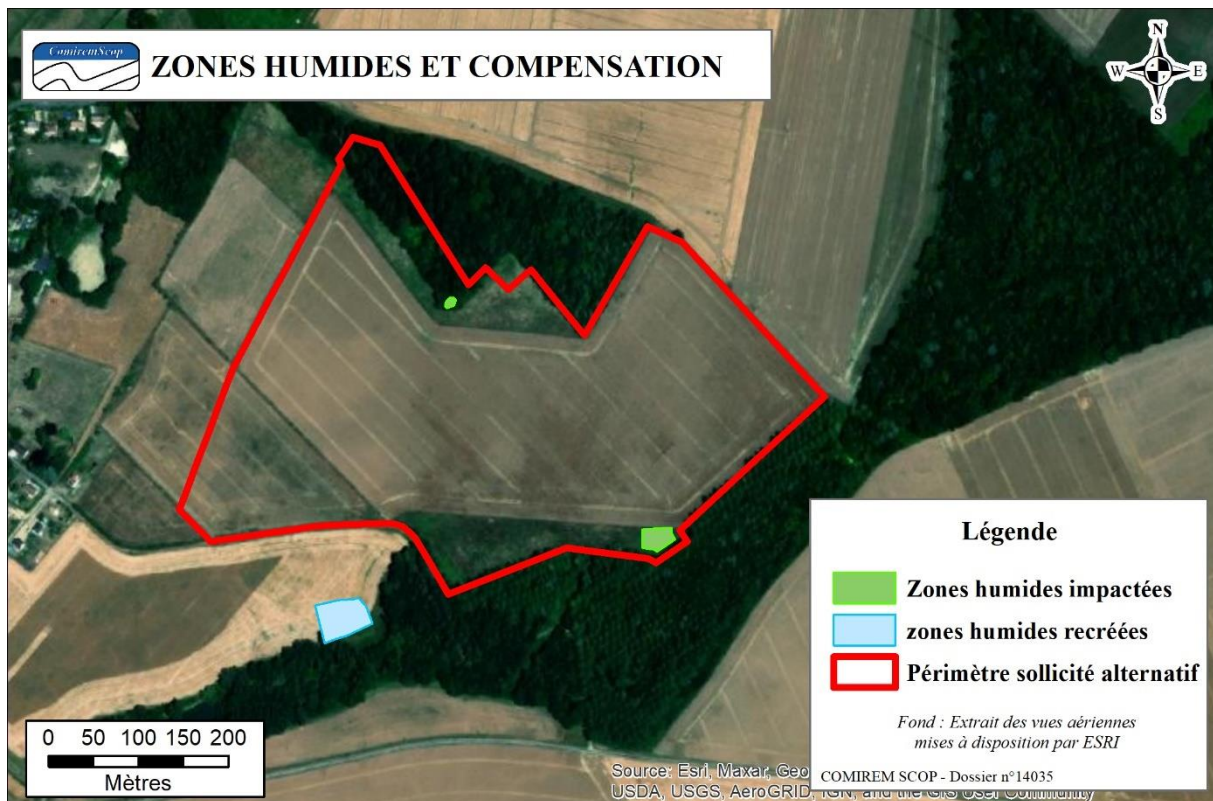 ComiremScop
ZONES HUMIDES ET COMPENSATION
N
W E
S
Légende
Zones humides impactées
zones humides recréées
Périmètre sollicité alternatif
Fond : Extrait des vues aériennes
mises à disposition par ESRI
COMIREM SCOP - Dossier n°14035
0 50 100 150 200
Mètres
Source: Esri, Maxar, Geo
USDA, USGS, AeroGRID, IGN, and the GIS User Community